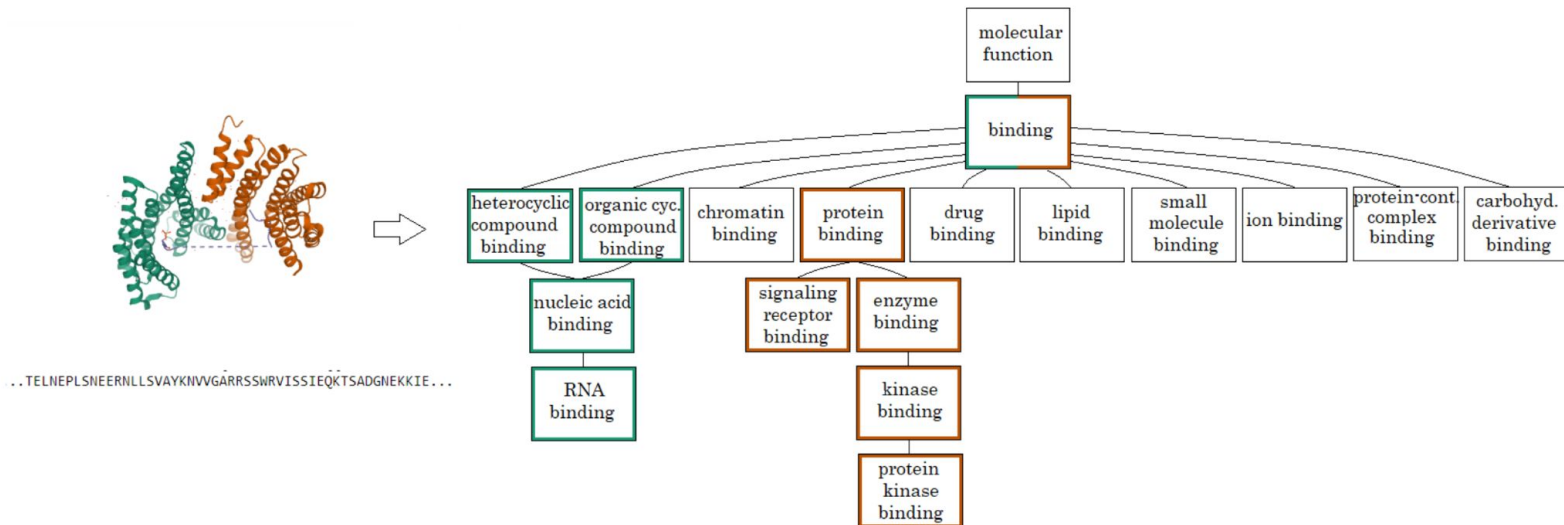 molecular
function
binding
heterocyclic
compound
binding
organic cyc.
compound
binding
chromatin
binding
protein
binding
drug
binding
lipid
binding
small
molecule
binding
ion binding
protein-cont.
complex
binding
carbohyd.
derivative
binding
nucleic acid
binding
signaling
receptor
binding
enzyme
binding
..TELNEPLSNEERNLLSVAYKNVVGARRSSWRVISSIEQKTSADGNEKKIE...
RNA
binding
kinase
binding
protein
kinase
binding